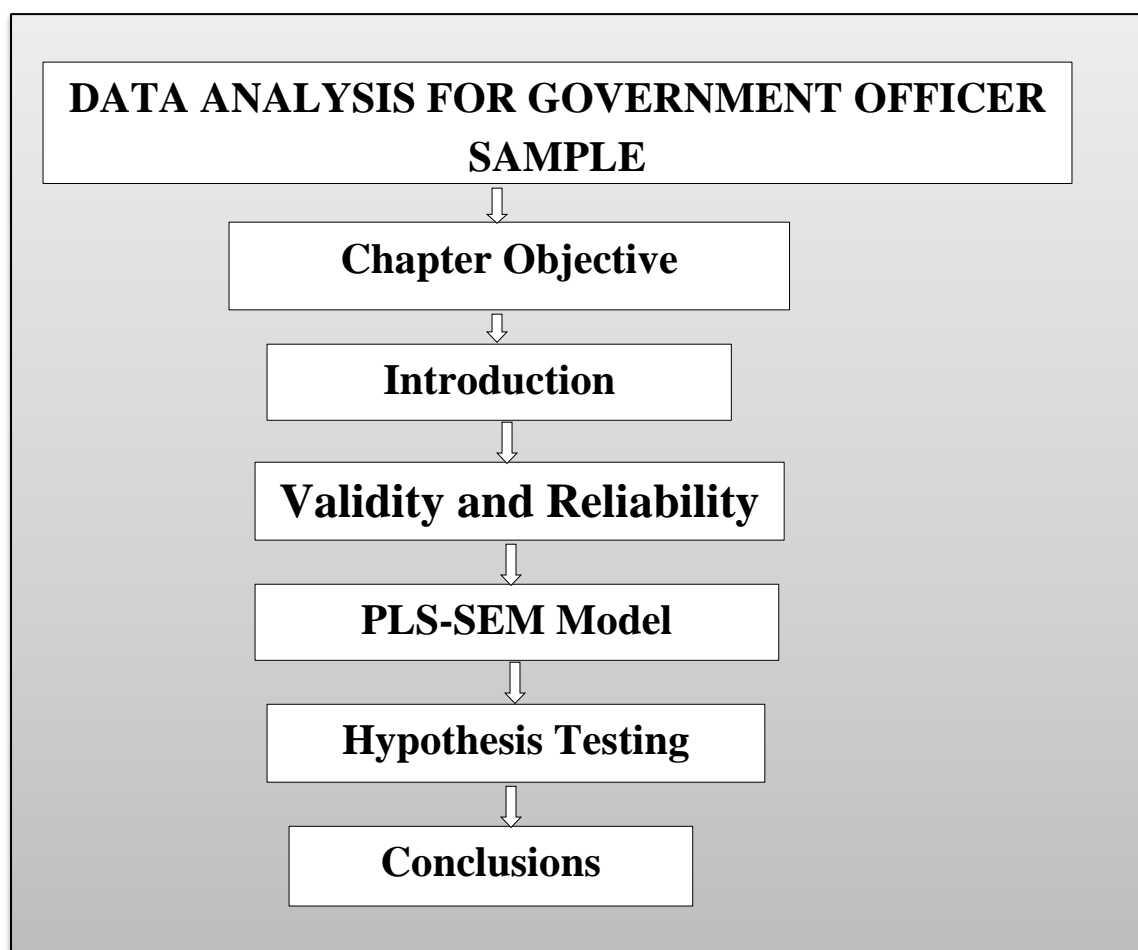 DATA ANALYSIS FOR GOVERNMENT OFFICER
SAMPLE
Chapter Objective
Introduction
Validity and Reliability
PLS-SEM Model
Hypothesis Testing
Conclusions